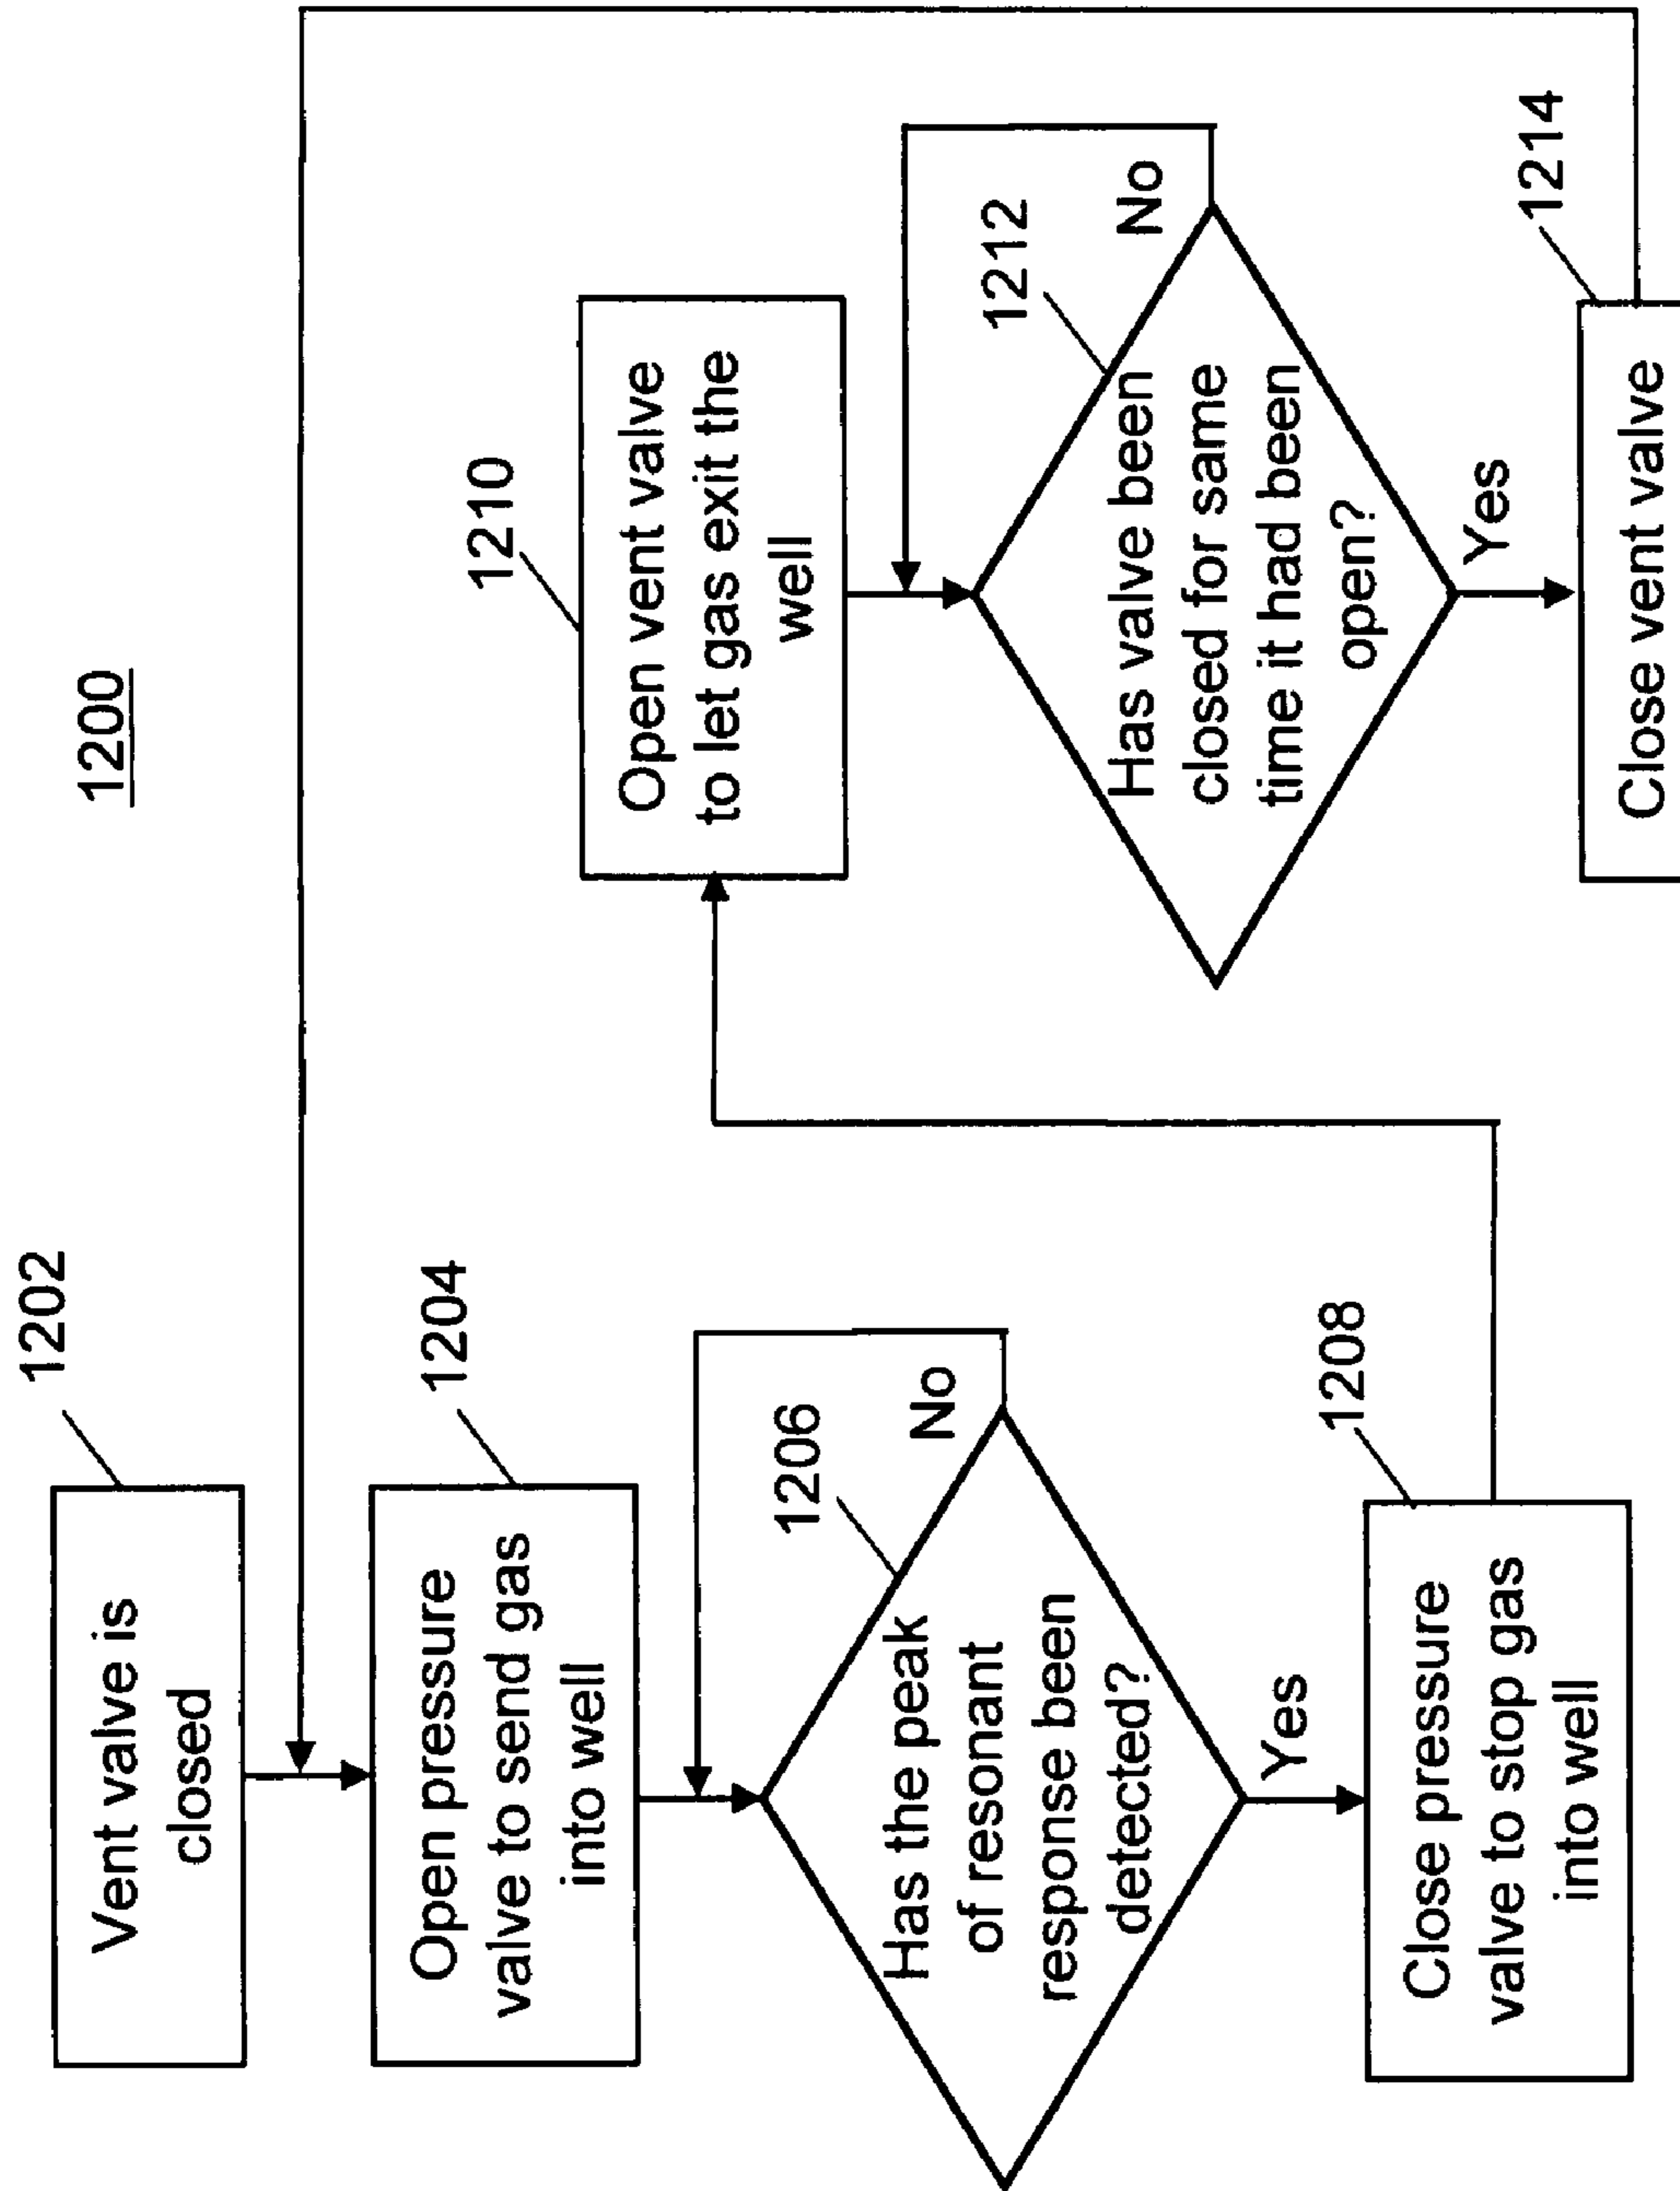 1200
1202
Vent valve is
closed
1204
Open pressure
valve to send gas
into well
1206
Has the peak
of resonant
response been
detected?
No
Yes
1208
Close pressure
valve to stop gas
into well
1210
Open vent valve
to let gas exit the
well
1212
Has valve been
closed for same
time it had been
open?
No
Yes
1214
Close vent valve